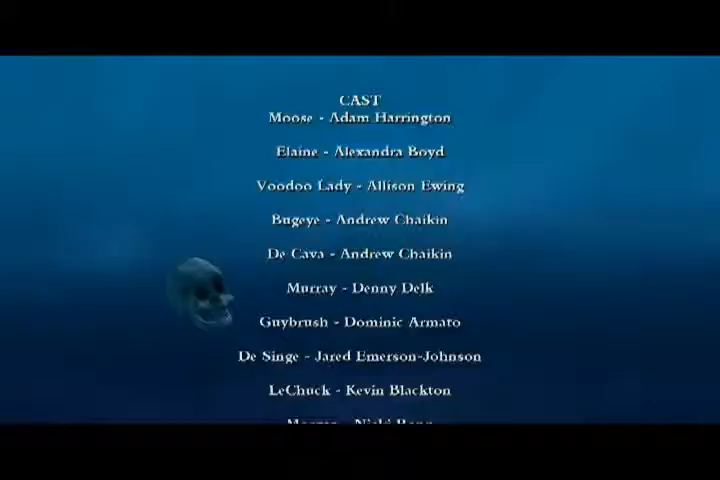 CAST
Moose - Adam Harrington
Elaine - Alexandra Boyd
Voodoo Lady - Allison Ewing
Bugeye - Andrew Chaikin
De Cava - Andrew Chaikin
Murray - Denny Delk
Guybrush - Dominic Armato
De Singe - Jared Emerson-Johnson
LeChuck - Kevin Blackton